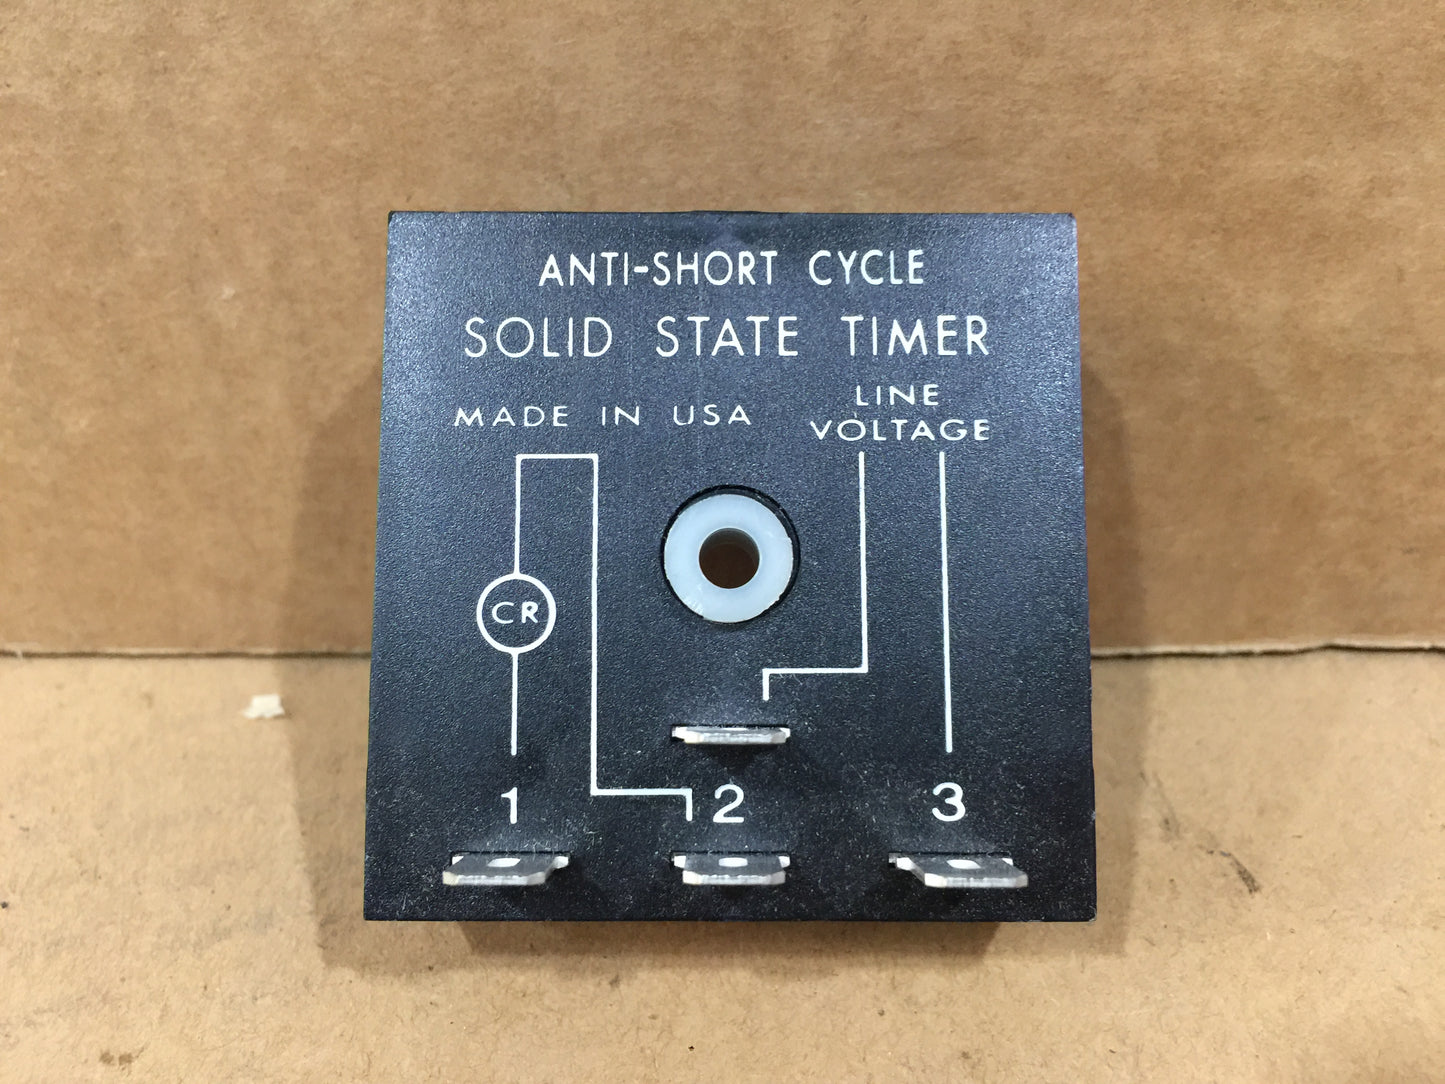 ANTI-SHORT CYCLE
SOLID STATE TIMER
MADE IN USA
LINE
VOLTAGE
CR
1 2 3